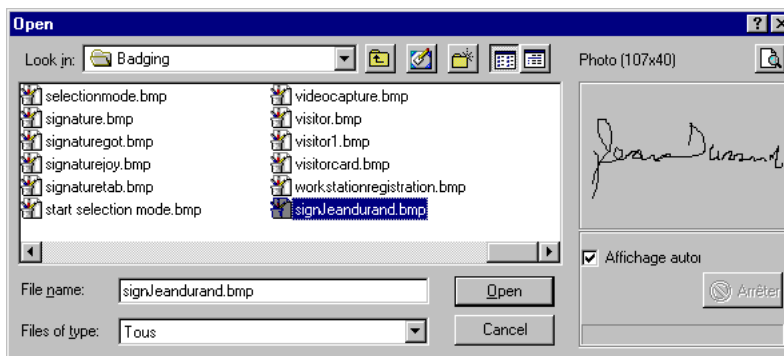 Open
Look in: Badging
Photo (107x40)
selectionmode.bmp
signature.bmp
signaturegot.bmp
signaturejoy.bmp
signaturetab.bmp
start selection mode.bmp
videocapture.bmp
visitor.bmp
visitor1.bmp
visitorcard.bmp
workstationregistration.bmp
signJeandurand.bmp
Jean Durand
Affichage autor
Arrêter
File name: signJeandurand.bmp
Open
Files of type: Tous
Cancel